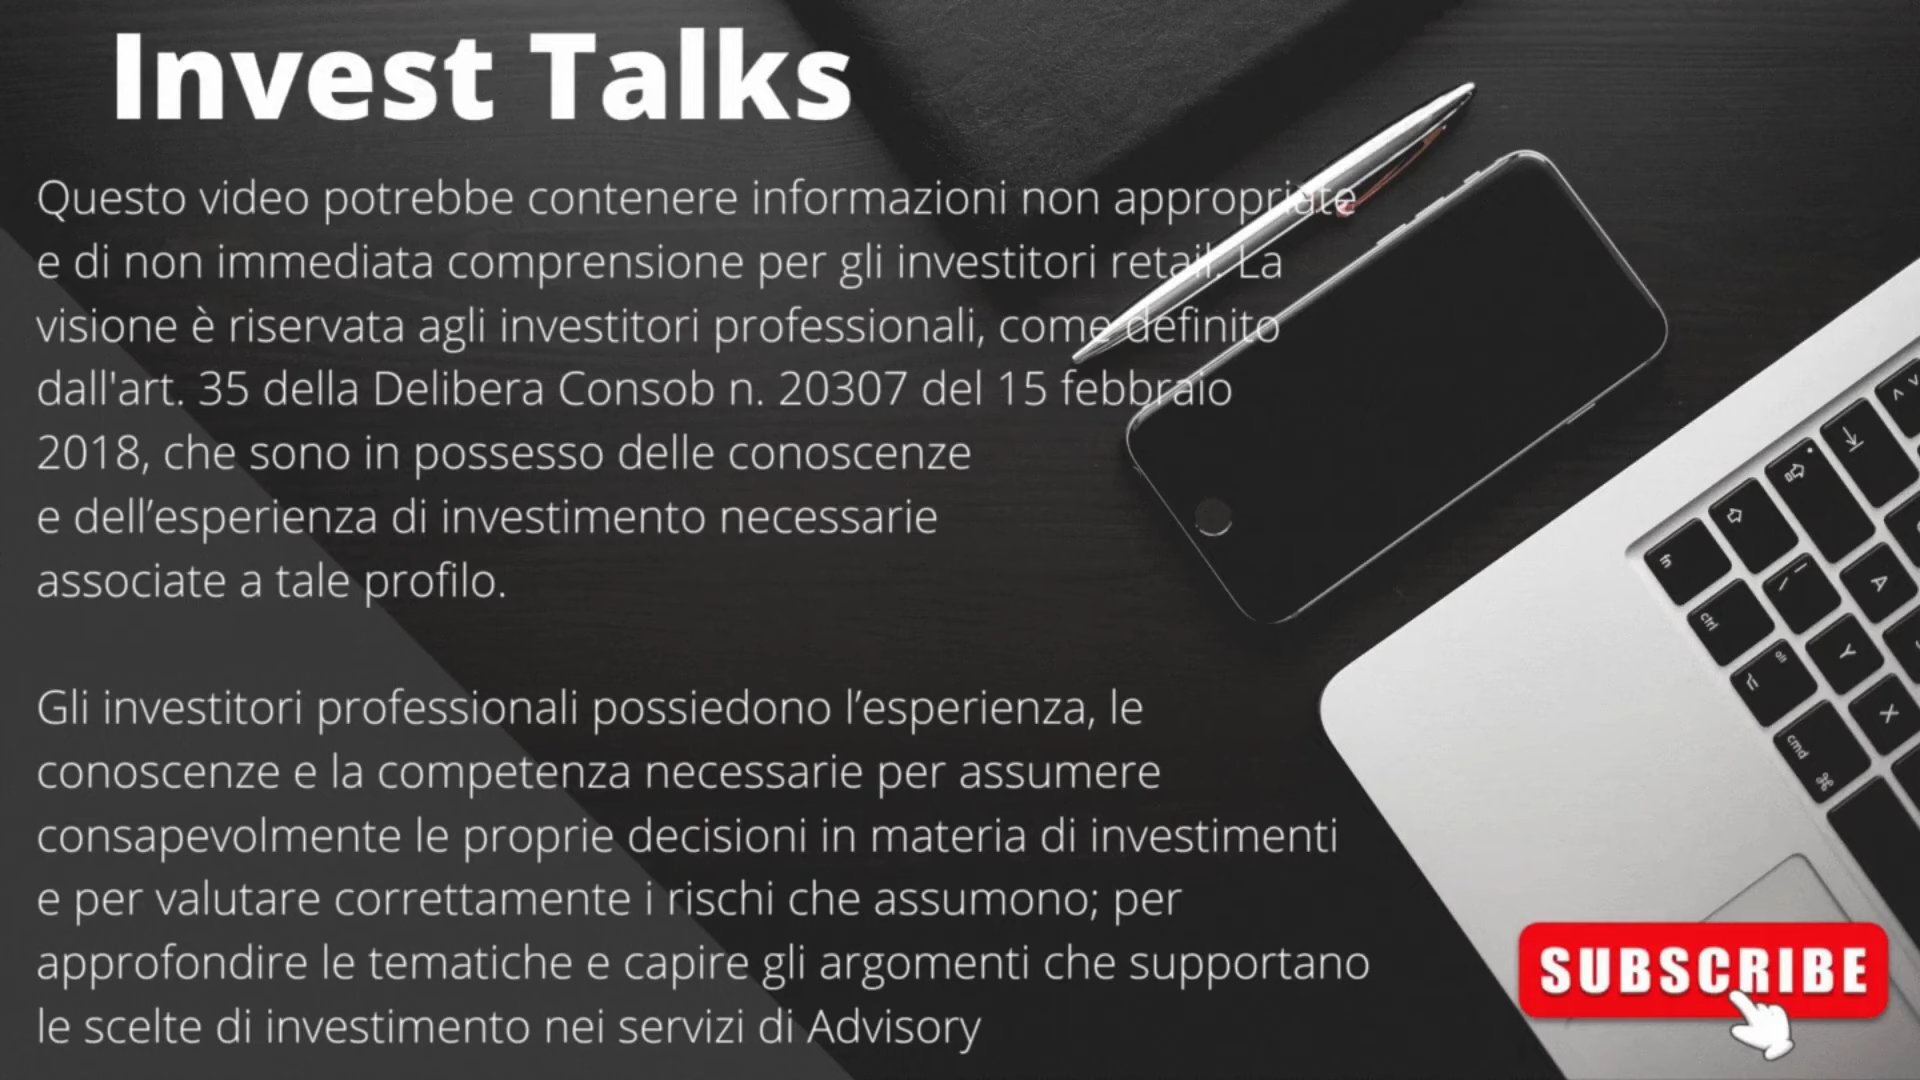 Invest Talks
Questo video potrebbe contenere informazioni non appropriate
e di non immediata comprensione per gli investitori retail. La
visione è riservata agli investitori professionali, come definito
dall'art. 35 della Delibera Consob n. 20307 del 15 febbraio
2018, che sono in possesso delle conoscenze
e dell’esperienza di investimento necessarie
associate a tale profilo.
Gli investitori professionali possiedono l’esperienza, le
conoscenze e la competenza necessarie per assumere
consapevolmente le proprie decisioni in materia di investimenti
e per valutare correttamente i rischi che assumono; per
approfondire le tematiche e capire gli argomenti che supportano
le scelte di investimento nei servizi di Advisory
SUBSCRIBE
fn
A
ctrl
alt
Y
X
cmd ⌘